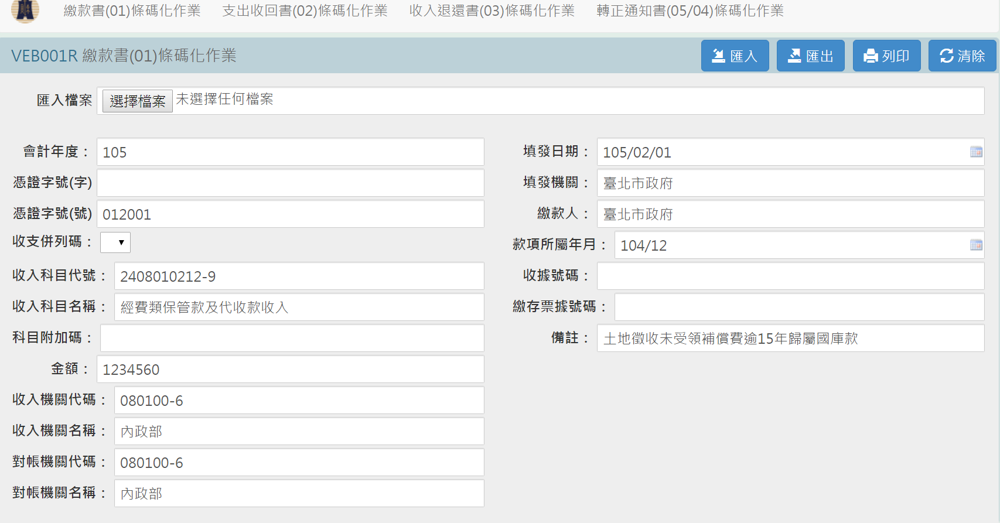 繳款書(01)條碼化作業 支出收回書(02)條碼化作業 收入退還書(03)條碼化作業 轉正通知書(05/04)條碼化作業
VEB001R 繳款書(01)條碼化作業 匯入 匯出 列印 清除
匯入檔案 選擇檔案 未選擇任何檔案
會計年度： 105 填發日期： 105/02/01
憑證字號(字) 填發機關： 臺北市政府
憑證字號(號) 012001 繳款人： 臺北市政府
收支併列碼： 款項所屬年月： 104/12
收入科目代號： 2408010212-9 收據號碼：
收入科目名稱： 經費類保管款及代收款收入 繳存票據號碼：
科目附加碼： 備註： 土地徵收未受領補償費逾15年歸屬國庫款
金額： 1234560
收入機關代碼： 080100-6
收入機關名稱： 內政部
對帳機關代碼： 080100-6
對帳機關名稱： 內政部